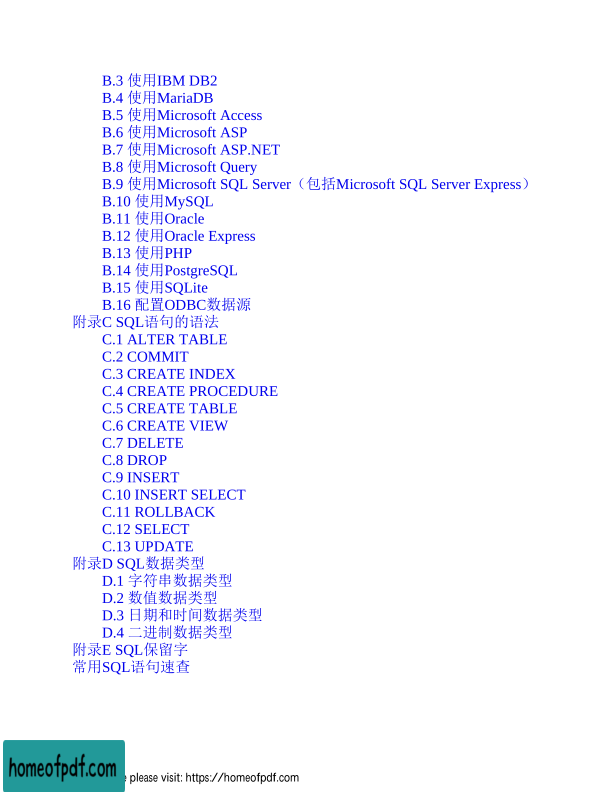 B.3 使用IBM DB2
B.4 使用MariaDB
B.5 使用Microsoft Access
B.6 使用Microsoft ASP
B.7 使用Microsoft ASP.NET
B.8 使用Microsoft Query
B.9 使用Microsoft SQL Server（包括Microsoft SQL Server Express）
B.10 使用MySQL
B.11 使用Oracle
B.12 使用Oracle Express
B.13 使用PHP
B.14 使用PostgreSQL
B.15 使用SQLite
B.16 配置ODBC数据源
附录C SQL语句的语法
C.1 ALTER TABLE
C.2 COMMIT
C.3 CREATE INDEX
C.4 CREATE PROCEDURE
C.5 CREATE TABLE
C.6 CREATE VIEW
C.7 DELETE
C.8 DROP
C.9 INSERT
C.10 INSERT SELECT
C.11 ROLLBACK
C.12 SELECT
C.13 UPDATE
附录D SQL数据类型
D.1 字符串数据类型
D.2 数值数据类型
D.3 日期和时间数据类型
D.4 二进制数据类型
附录E SQL保留字
常用SQL语句速查
homeofpdf.com
please visit: https://homeofpdf.com